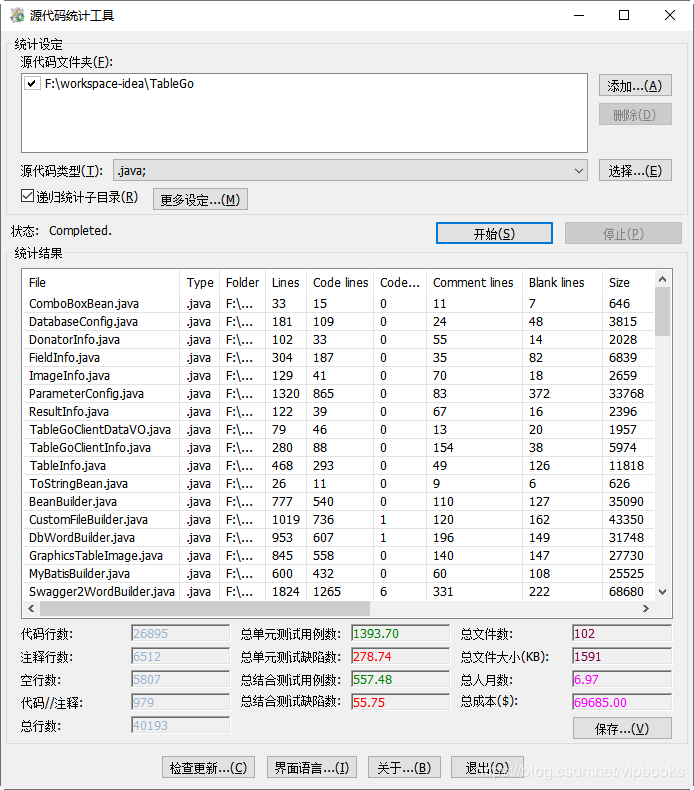 源代码统计工具
统计设定
源代码文件夹(F):
F:\workspace-idea\TableGo
添加...(A)
删除(D)
源代码类型(T): .java; 选择...(E)
递归统计子目录(R) 更多设定...(M)
状态: Completed. 开始(S) 停止(P)
统计结果
File Type Folder Lines Code lines Code... Comment lines Blank lines Size
ComboBoxBean.java .java F:\... 33 15 0 11 7 646
DatabaseConfig.java .java F:\... 181 109 0 24 48 3815
DonatorInfo.java .java F:\... 102 33 0 55 14 2028
FieldInfo.java .java F:\... 304 187 0 35 82 6839
ImageInfo.java .java F:\... 129 41 0 70 18 2659
ParameterConfig.java .java F:\... 1320 865 0 83 372 33768
ResultInfo.java .java F:\... 122 39 0 67 16 2396
TableGoClientDataVO.java .java F:\... 79 46 0 13 20 1957
TableGoClientInfo.java .java F:\... 280 88 0 154 38 5974
TableInfo.java .java F:\... 468 293 0 49 126 11818
ToStringBean.java .java F:\... 26 11 0 9 6 626
BeanBuilder.java .java F:\... 777 540 0 110 127 35090
CustomFileBuilder.java .java F:\... 1019 736 1 120 162 43350
DbWordBuilder.java .java F:\... 953 607 1 196 149 31748
GraphicsTableImage.java .java F:\... 845 558 0 140 147 27730
MyBatisBuilder.java .java F:\... 600 432 0 60 108 25525
Swagger2WordBuilder.java .java F:\... 1824 1265 6 331 222 68680
代码行数: 26895 总单元测试用例数: 1393.70 总文件数: 102
注释行数: 6512 总单元测试缺陷数: 278.74 总文件大小(KB): 1591
空行数: 5807 总结合测试用例数: 557.48 总人月数: 6.97
代码//注释: 979 总结合测试缺陷数: 55.75 总成本($): 69685.00
总行数: 40193 保存...(V)
检查更新...(C) 界面语言...(I) 关于...(B) 退出(O)
https://blog.csdn.net/vipbooks